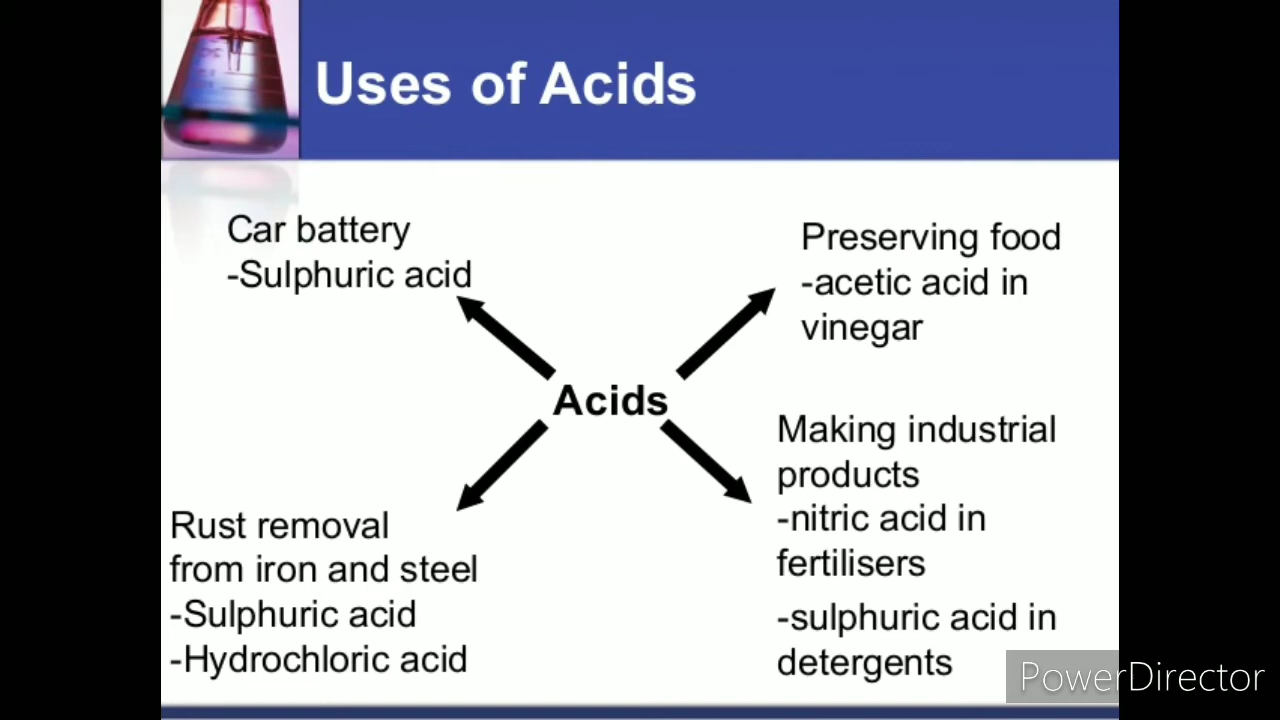 Uses of Acids
Car battery
-Sulphuric acid
Preserving food
-acetic acid in
vinegar
Acids
Rust removal
from iron and steel
-Sulphuric acid
-Hydrochloric acid
Making industrial
products
-nitric acid in
fertilisers
-sulphuric acid in
detergents
PowerDirector